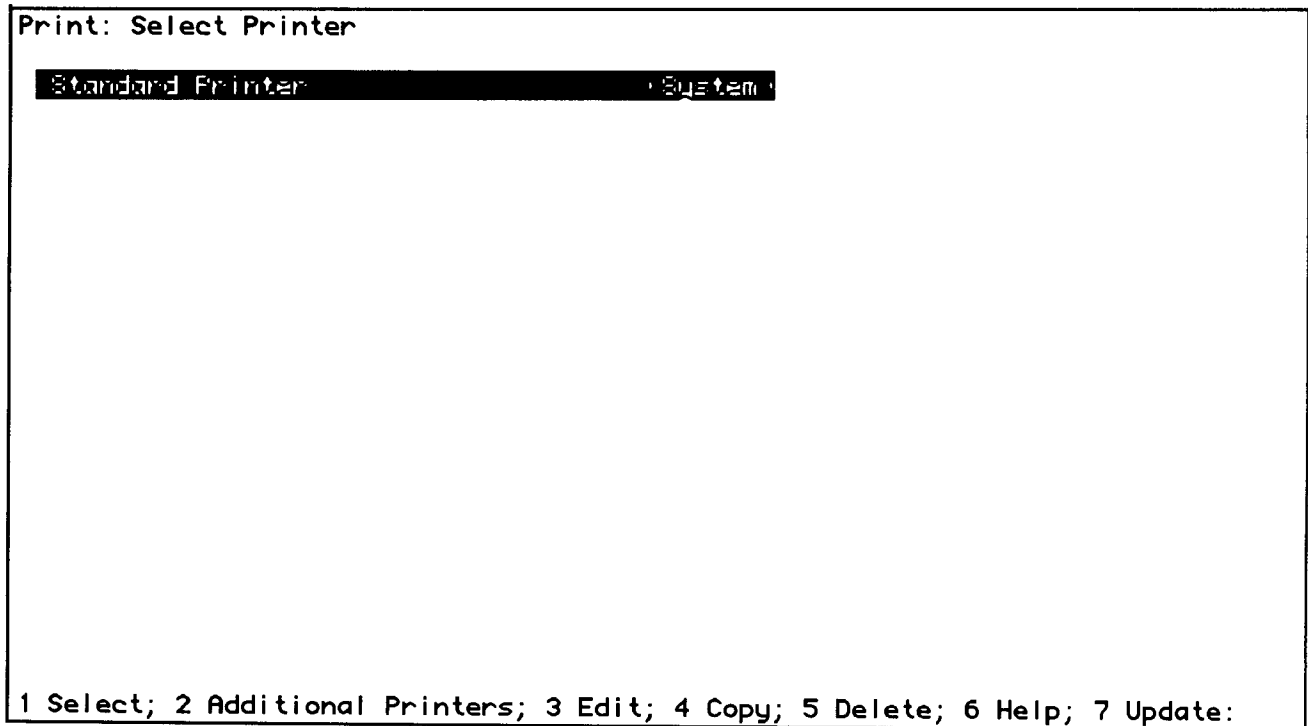 Print: Select Printer
Standard Printer (System)
1 Select; 2 Additional Printers; 3 Edit; 4 Copy; 5 Delete; 6 Help; 7 Update: